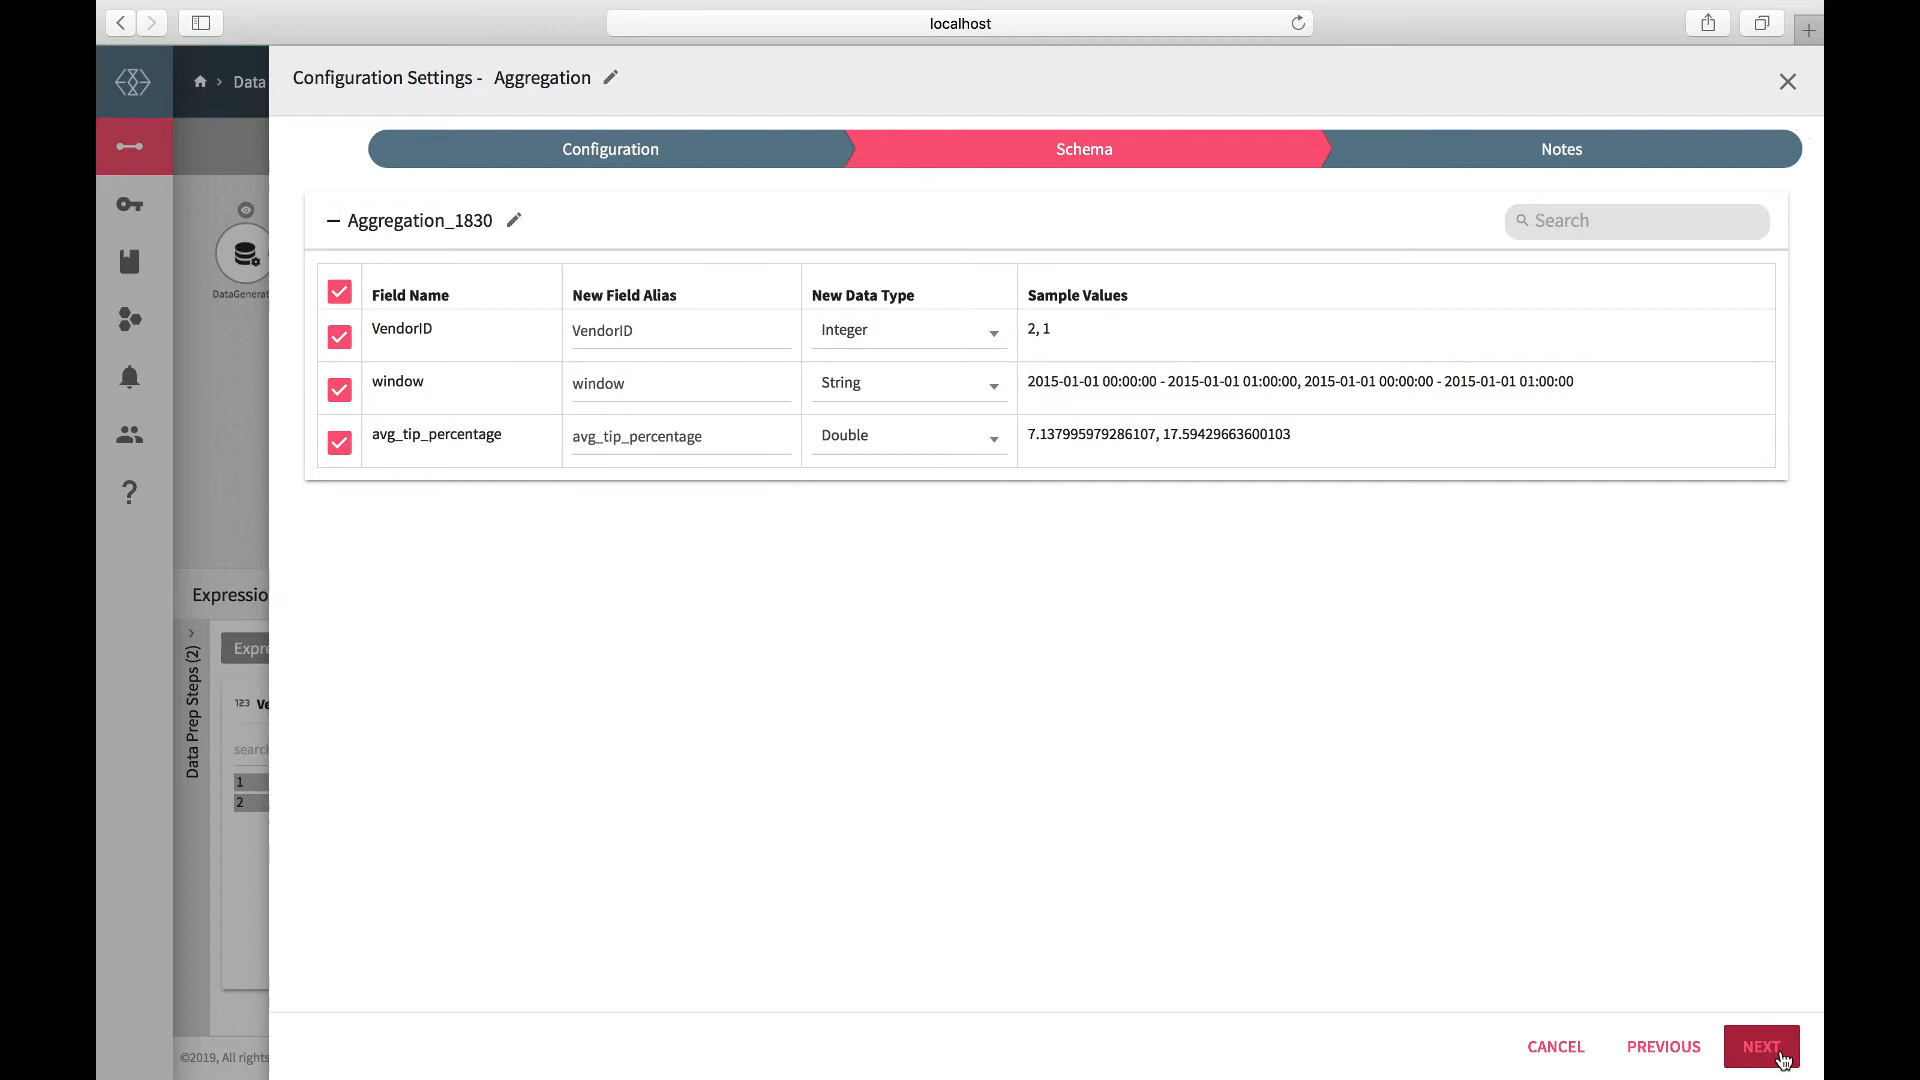 localhost
Data
Configuration Settings - Aggregation
Configuration
Schema
Notes
Aggregation_1830
Search
Field Name
New Field Alias
New Data Type
Sample Values
VendorID
VendorID
Integer
2, 1
window
window
String
2015-01-01 00:00:00 - 2015-01-01 01:00:00, 2015-01-01 00:00:00 - 2015-01-01 01:00:00
avg_tip_percentage
avg_tip_percentage
Double
7.137995979286107, 17.59429663600103
DataGenerat
Expressio
Data Prep Steps (2)
Expre
123 Ve
search
1
2
©2019, All rights
CANCEL
PREVIOUS
NEXT